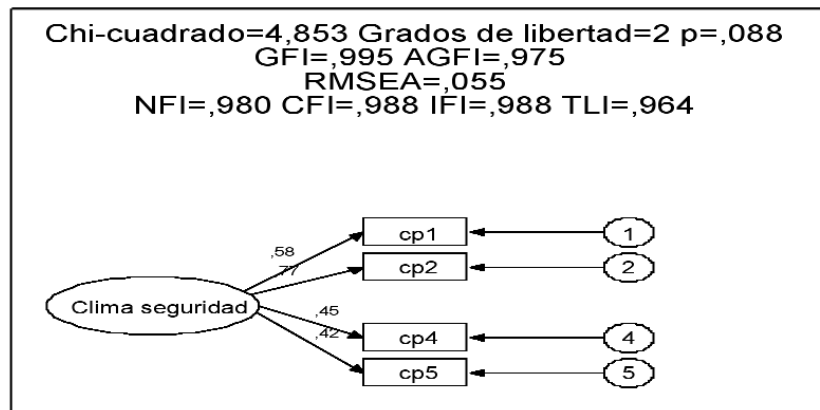 Chi-cuadrado=4,853 Grados de libertad=2 p=,088
GFI=,995 AGFI=,975
RMSEA=,055
NFI=,980 CFI=,988 IFI=,988 TLI=,964
,58
cp1
1
,77
cp2
2
Clima seguridad
,45
cp4
4
,42
cp5
5